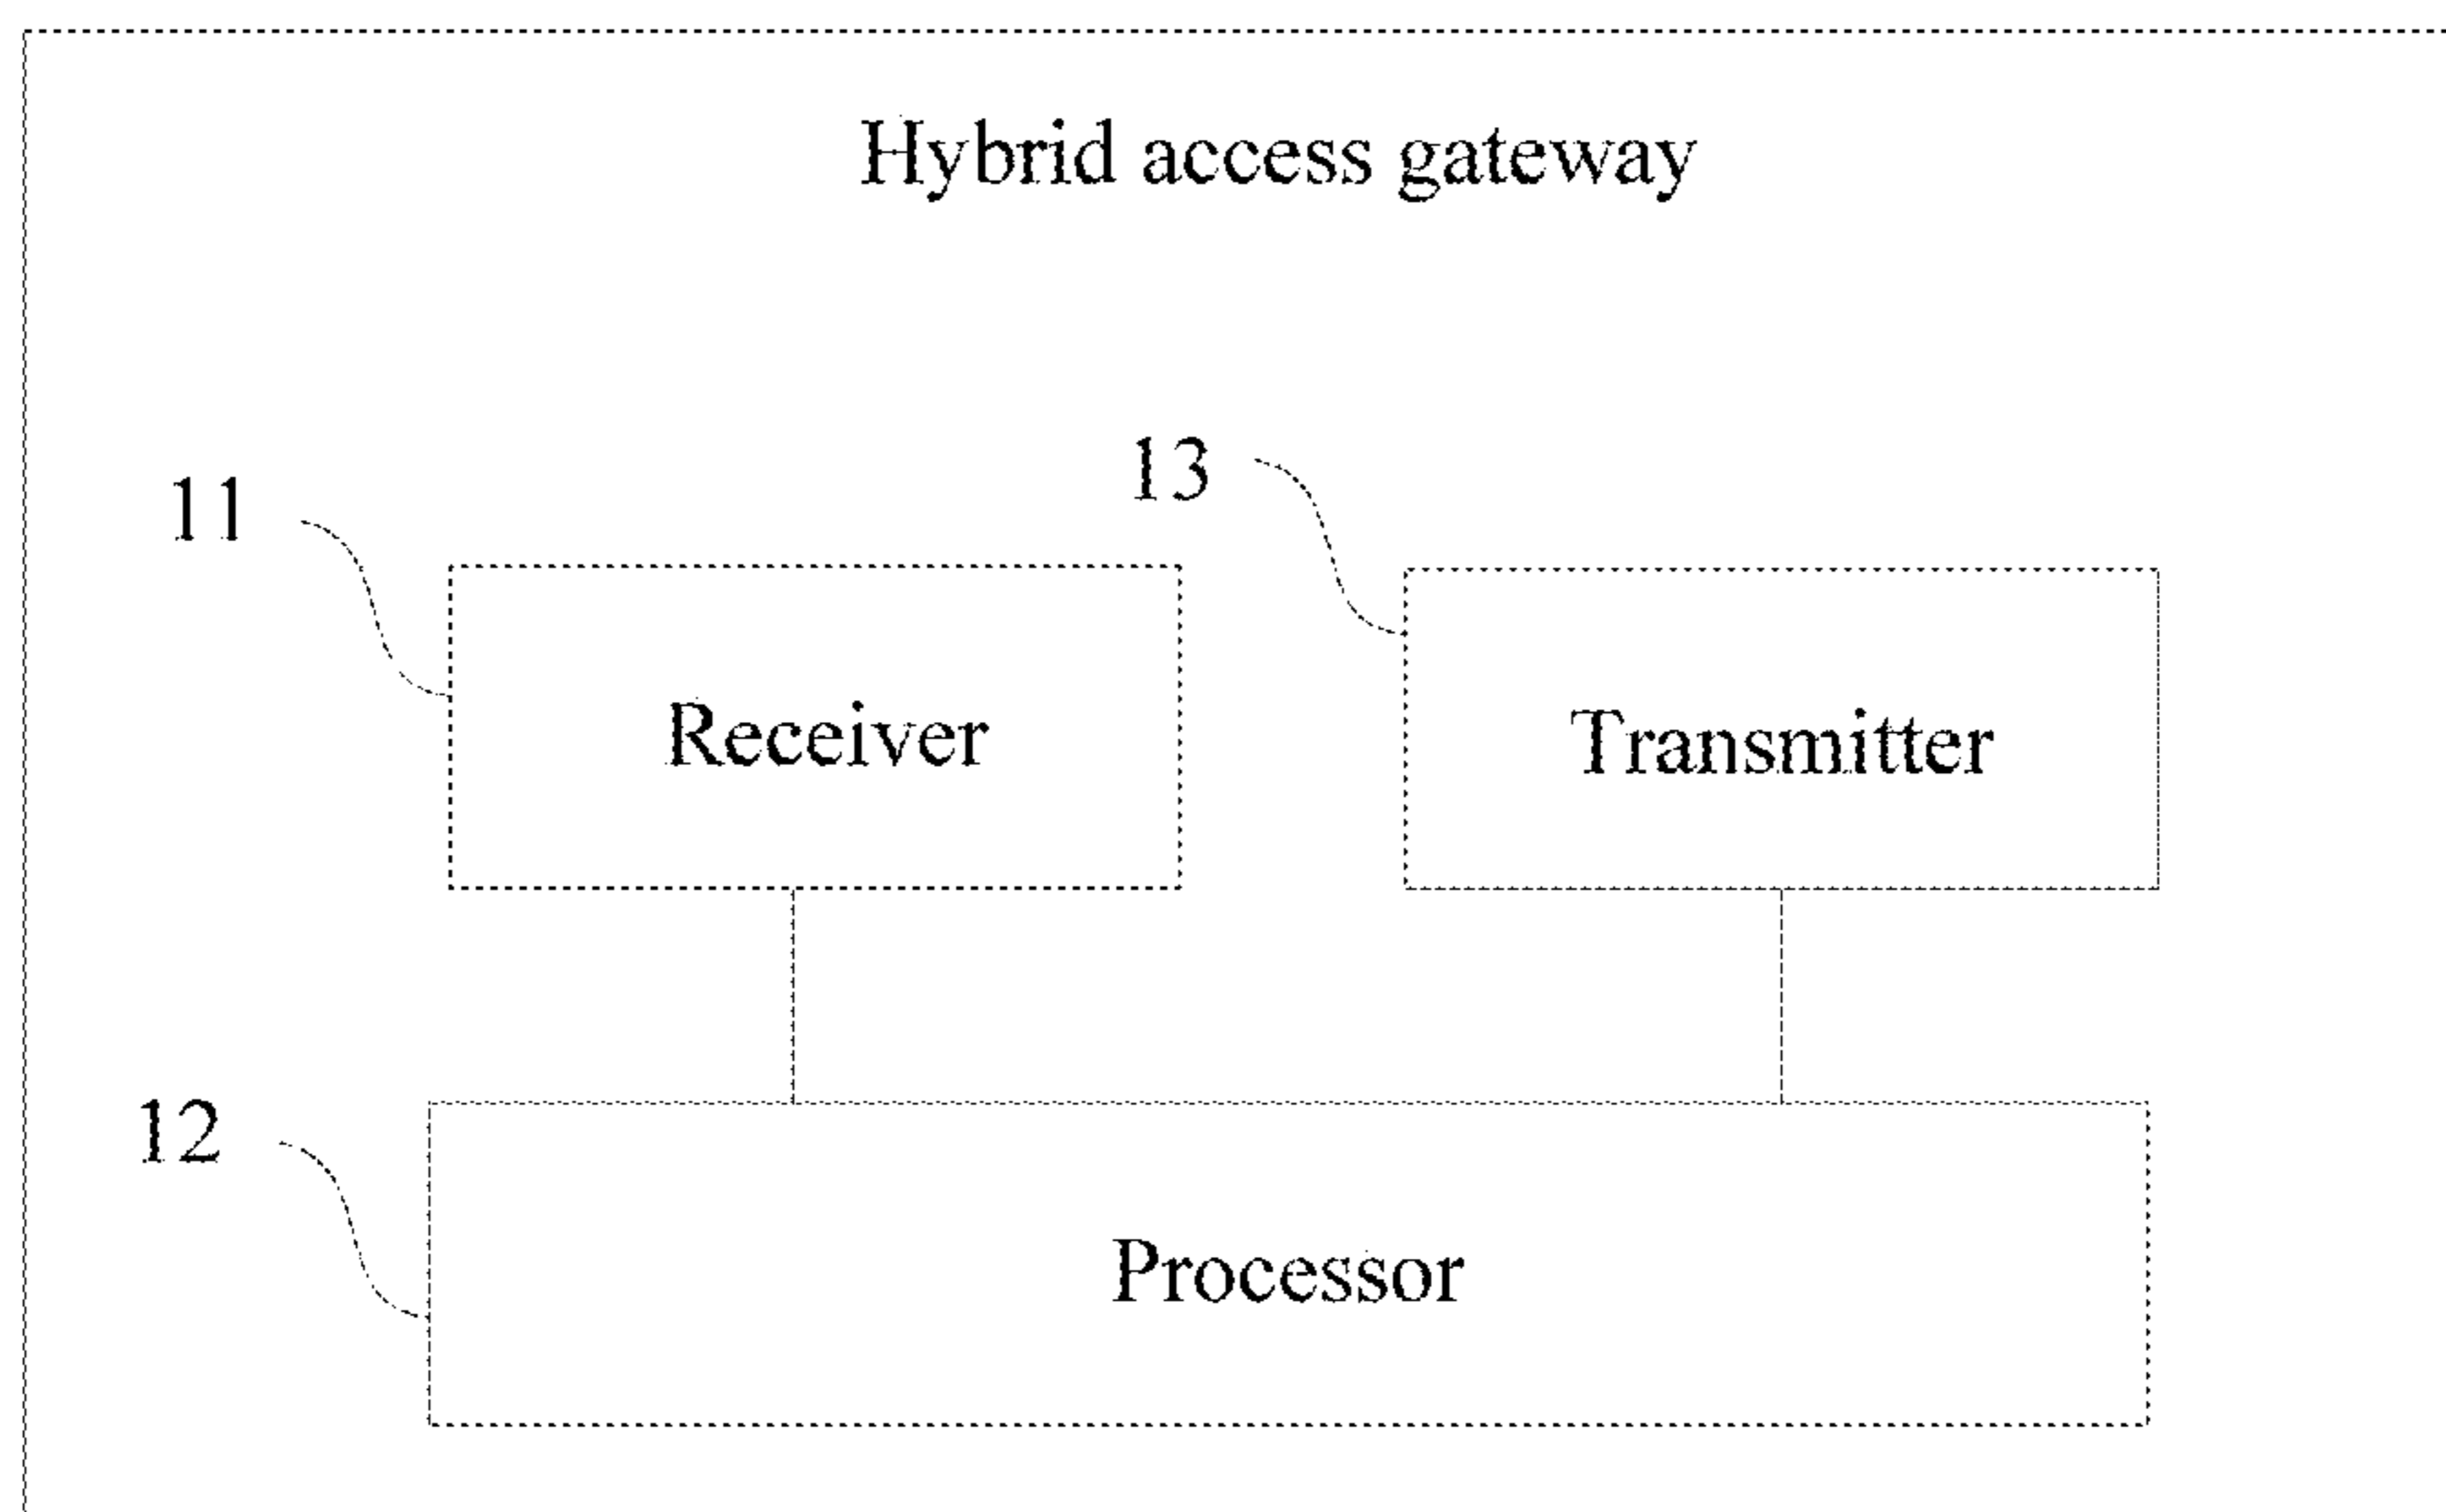 Hybrid access gateway
13
11
Receiver
Transmitter
12
Processor